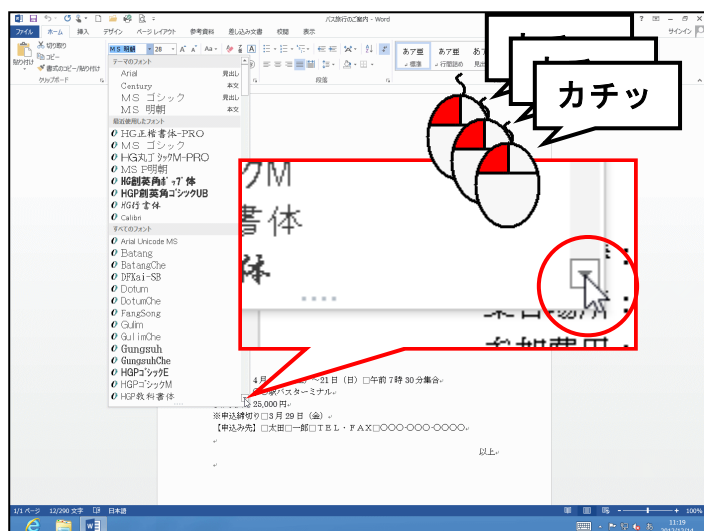 バス旅行のご案内 - Word
サインイン
ファイル ホーム 挿入 デザイン ページ レイアウト 参考資料 差し込み文書 校閲 表示
切り取り
コピー
書式のコピー/貼り付け
貼り付け
クリップボード
MS 明朝 28
あア亜 あア亜
標準 行間詰め
段落
カチッ
テーマのフォント
Arial 見出し
Century 本文
MS ゴシック 見出し
MS 明朝 本文
最近使用したフォント
HG正楷書体-PRO
MS ゴシック
HG丸ゴシックM-PRO
MS P明朝
HG創英角ポップ体
HGP創英角ゴシックUB
HG行書体
Calibri
すべてのフォント
Arial Unicode MS
Batang
BatangChe
DFKai-SB
Dotum
DotumChe
FangSong
Gulim
GulimChe
Gungsuh
GungsuhChe
HGPゴシックE
HGPゴシックM
HGP教科書体
クM
書体
体
～21日（日）□午前7時30分集合
駅バスターミナル
25,000円
※申込締切り□3月29日（金）
【申込み先】□太田□一郎□TEL・FAX□○○○-○○○-○○○○
以上
1/1 ページ 12/290 文字 日本語
100%
11:19
2012/12/14